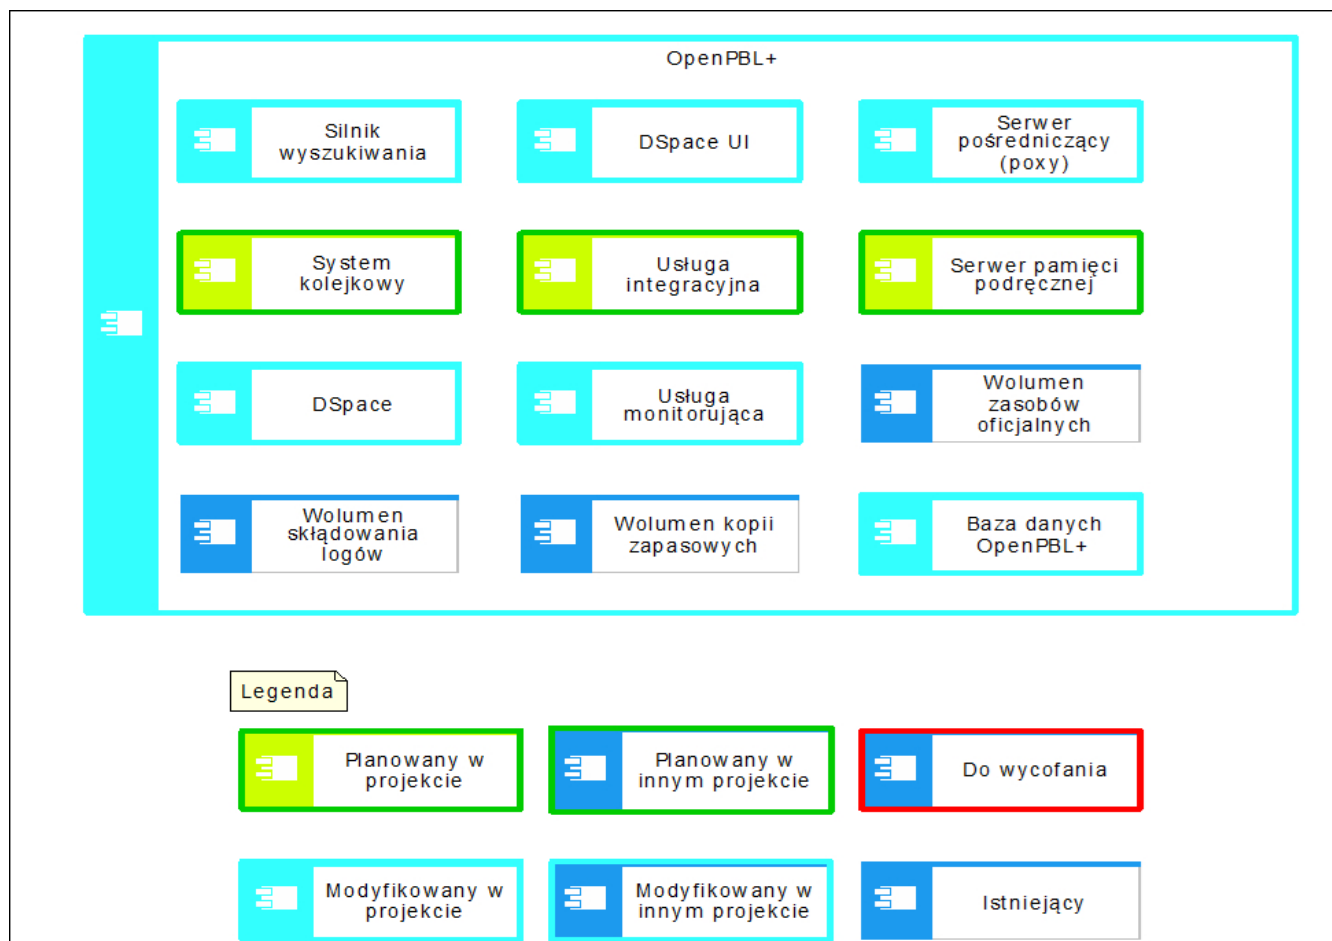 OpenPBL+
Silnik
wyszukiwania
DSpace UI
Serwer
pośredniczący
(poxy)
System
kolejkowy
Usługa
integracyjna
Serwer pamięci
podręcznej
DSpace
Usługa
monitorująca
Wolumen
zasobów
oficjalnych
Wolumen
skłądowania
logów
Wolumen kopii
zapasowych
Baza danych
OpenPBL+
Legenda
Planowany w
projekcie
Planowany w
innym projekcie
Do wycofania
Modyfikowany w
projekcie
Modyfikowany w
innym projekcie
Istniejący